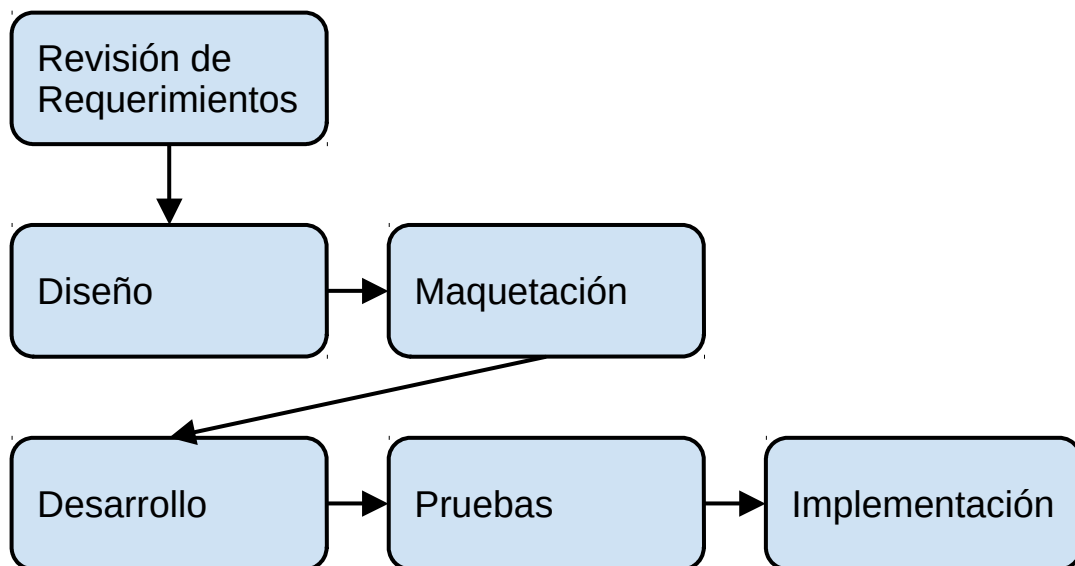 Revisión de
Requerimientos
Diseño
Maquetación
Desarrollo
Pruebas
Implementación